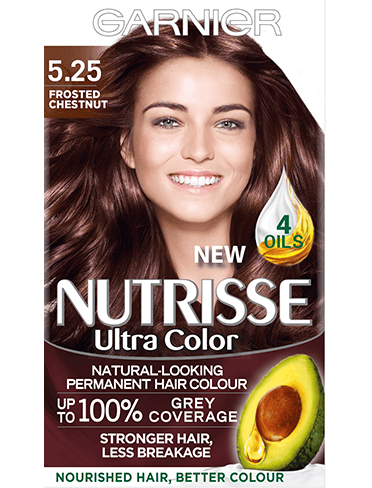 GARNIER
5.25
FROSTED
CHESTNUT
4
OILS
NEW
NUTRISSE
Ultra Color
NATURAL-LOOKING
PERMANENT HAIR COLOUR
UP TO 100% GREY COVERAGE
STRONGER HAIR,
LESS BREAKAGE
NOURISHED HAIR, BETTER COLOUR